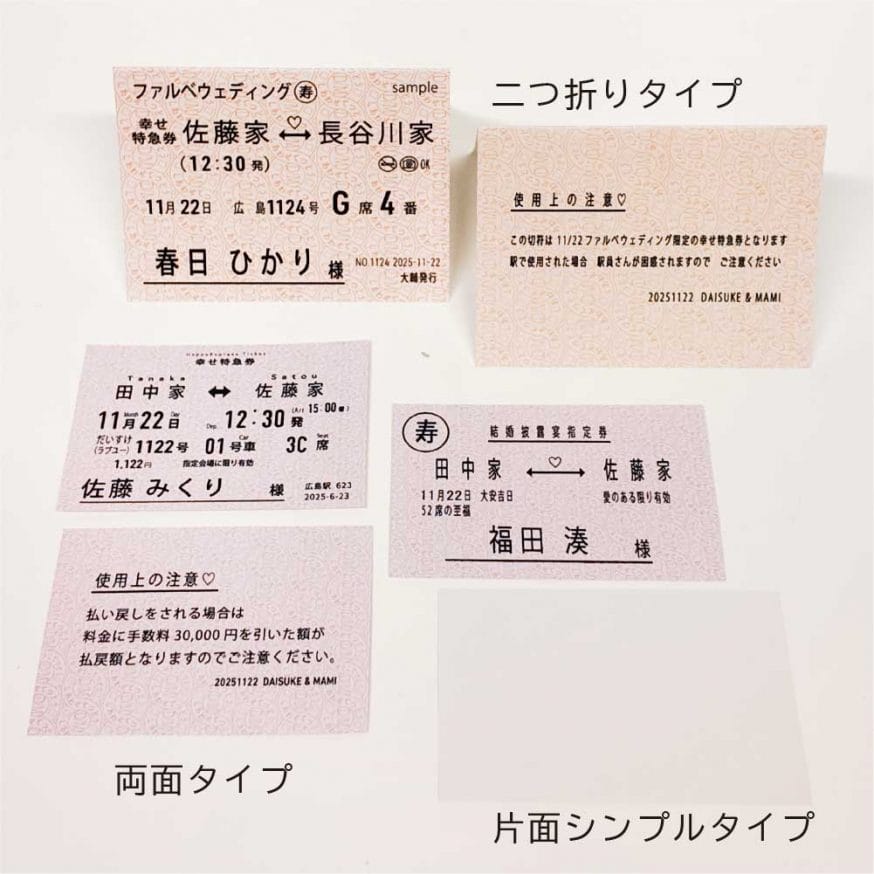 ファルベウェディング 寿
sample
幸せ
特急券
佐藤家 ♡ ↔ 長谷川家
(12:30発)
OK
11月22日 広島1124号 G席4番
春日 ひかり 様
NO.1124 2025-11-22
大輔発行
二つ折りタイプ
使用上の注意♡
この切符は 11/22 ファルベウェディング限定の幸せ特急券となります
駅で使用された場合 駅員さんが困惑されますので ご注意ください
20251122 DAISUKE & MAMI
幸せ特急券
Tanaka Satou
田中家 ↔ 佐藤家
11月22日 12:30発 15:00
Month Day Dep.
だいすけ
(ラブユー) 1122号 01号車 3C席
Car Seat
1,122円 指定会場に限り有効
佐藤 みくり 様
広島駅 623
2025-6-23
寿 結婚披露宴指定券
田中家 ♡ ↔ 佐藤家
11月22日 大安吉日 愛のある限り有効
52席の至福
福田 湊 様
使用上の注意♡
払い戻しをされる場合は
料金に手数料 30,000 円を引いた額が
払戻額となりますのでご注意ください。
20251122 DAISUKE & MAMI
両面タイプ
片面シンプルタイプ